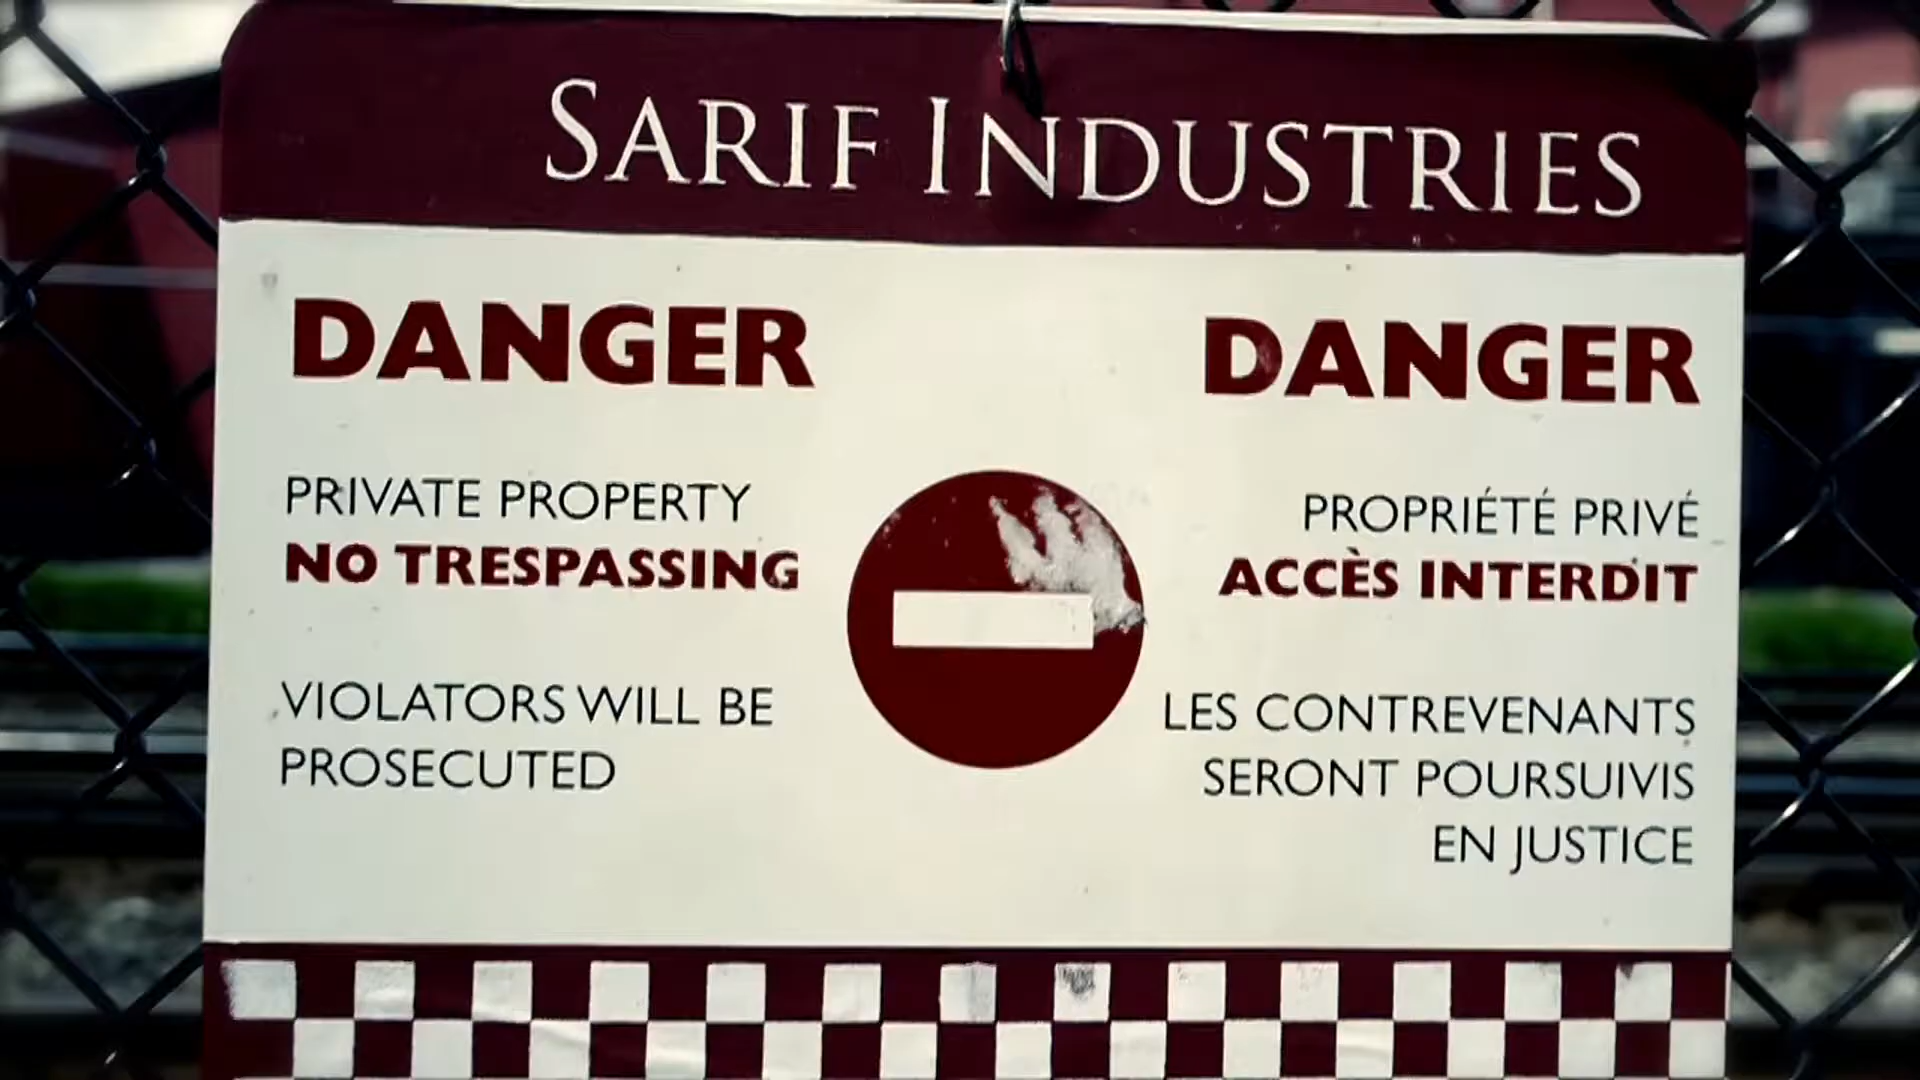 SARIF INDUSTRIES
DANGER
PRIVATE PROPERTY
NO TRESPASSING
VIOLATORS WILL BE
PROSECUTED
DANGER
PROPRIÉTÉ PRIVÉ
ACCÈS INTERDIT
LES CONTREVENANTS
SERONT POURSUIVIS
EN JUSTICE